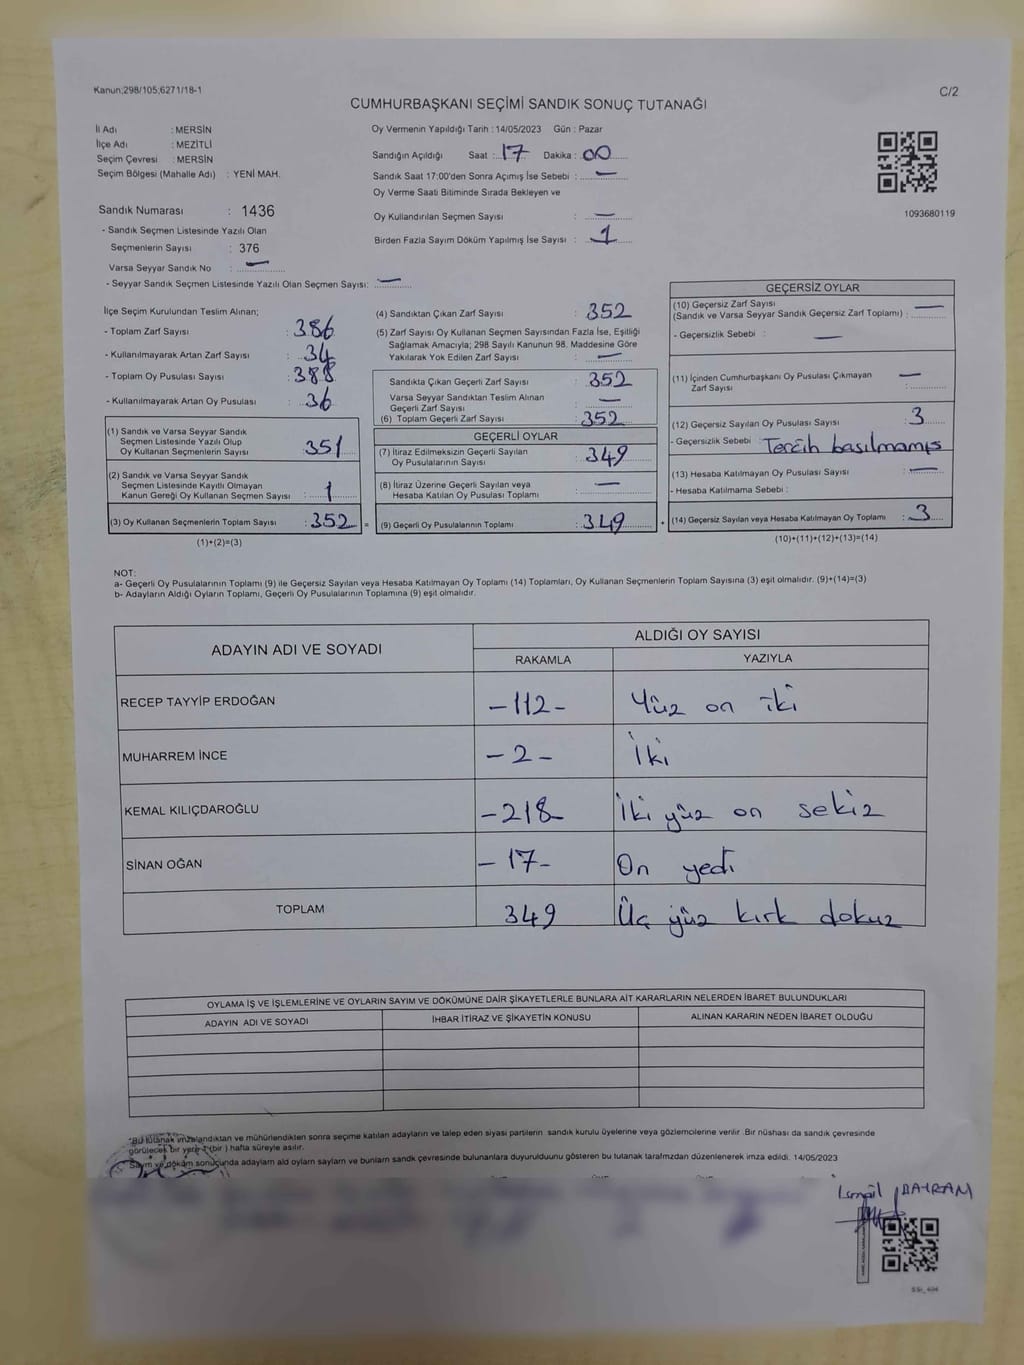 Kanun;298/105;6271/18-1
C/2
CUMHURBAŞKANI SEÇİMİ SANDIK SONUÇ TUTANAĞI
İl Adı : MERSİN
İlçe Adı : MEZİTLİ
Seçim Çevresi : MERSİN
Seçim Bölgesi (Mahalle Adı) : YENİ MAH.
Oy Vermenin Yapıldığı Tarih : 14/05/2023 Gün : Pazar
Sandığın Açıldığı Saat : 17 Dakika : 00
Sandık Saat 17:00'den Sonra Açımış İse Sebebi : —
Oy Verme Saati Bitiminde Sırada Bekleyen ve
Oy Kullandırılan Seçmen Sayısı : —
Birden Fazla Sayım Döküm Yapılmış İse Sayısı : 1
1093680119
Sandık Numarası : 1436
- Sandık Seçmen Listesinde Yazılı Olan
Seçmenlerin Sayısı : 376
Varsa Seyyar Sandık No : —
- Seyyar Sandık Seçmen Listesinde Yazılı Olan Seçmen Sayısı: —
İlçe Seçim Kurulundan Teslim Alınan;
- Toplam Zarf Sayısı : 386
- Kullanılmayarak Artan Zarf Sayısı : 34
- Toplam Oy Pusulası Sayısı : 388
- Kullanılmayarak Artan Oy Pusulası : 36
(1) Sandık ve Varsa Seyyar Sandık
Seçmen Listesinde Yazılı Olup
Oy Kullanan Seçmenlerin Sayısı : 351
(2) Sandık ve Varsa Seyyar Sandık
Seçmen Listesinde Kayıtlı Olmayan
Kanun Gereği Oy Kullanan Seçmen Sayısı : 1
(3) Oy Kullanan Seçmenlerin Toplam Sayısı : 352 =
(1)+(2)=(3)
(4) Sandıktan Çıkan Zarf Sayısı : 352
(5) Zarf Sayısı Oy Kullanan Seçmen Sayısından Fazla İse, Eşitliği
Sağlamak Amacıyla; 298 Sayılı Kanunun 98. Maddesine Göre
Yakılarak Yok Edilen Zarf Sayısı : —
Sandıkta Çıkan Geçerli Zarf Sayısı : 352
Varsa Seyyar Sandıktan Teslim Alınan
Geçerli Zarf Sayısı : —
(6) Toplam Geçerli Zarf Sayısı : 352
GEÇERLİ OYLAR
(7) İtiraz Edilmeksizin Geçerli Sayılan
Oy Pusulalarının Sayısı : 349
(8) İtiraz Üzerine Geçerli Sayılan veya
Hesaba Katılan Oy Pusulası Toplamı : —
(9) Geçerli Oy Pusulalarının Toplamı : 349 +
GEÇERSİZ OYLAR
(10) Geçersiz Zarf Sayısı
(Sandık ve Varsa Seyyar Sandık Geçersiz Zarf Toplamı) : —
- Geçersizlik Sebebi : —
(11) İçinden Cumhurbaşkanı Oy Pusulası Çıkmayan
Zarf Sayısı : —
(12) Geçersiz Sayılan Oy Pusulası Sayısı : 3
- Geçersizlik Sebebi : Tercih basılmamış
(13) Hesaba Katılmayan Oy Pusulası Sayısı : —
- Hesaba Katılmama Sebebi :
(14) Geçersiz Sayılan veya Hesaba Katılmayan Oy Toplamı : 3
(10)+(11)+(12)+(13)=(14)
NOT:
a- Geçerli Oy Pusulalarının Toplamı (9) ile Geçersiz Sayılan veya Hesaba Katılmayan Oy Toplamı (14) Toplamları, Oy Kullanan Seçmenlerin Toplam Sayısına (3) eşit olmalıdır. (9)+(14)=(3)
b- Adayların Aldığı Oyların Toplamı, Geçerli Oy Pusulalarının Toplamına (9) eşit olmalıdır.
ADAYIN ADI VE SOYADI ALDIĞI OY SAYISI
RAKAMLA YAZIYLA
RECEP TAYYİP ERDOĞAN -112- Yüz on iki
MUHARREM İNCE -2- İki
KEMAL KILIÇDAROĞLU -218- İki yüz on sekiz
SİNAN OĞAN -17- On yedi
TOPLAM 349 Üç yüz kırk dokuz
OYLAMA İŞ VE İŞLEMLERİNE VE OYLARIN SAYIM VE DÖKÜMÜNE DAİR ŞİKAYETLERLE BUNLARA AİT KARARLARIN NELERDEN İBARET BULUNDUKLARI
ADAYIN ADI VE SOYADI İHBAR İTİRAZ VE ŞİKAYETİN KONUSU ALINAN KARARIN NEDEN İBARET OLDUĞU
*Bu tutanak imzalandıktan ve mühürlendikten sonra seçime katılan adayların ve talep eden siyasi partilerin sandık kurulu üyelerine veya gözlemcilerine verilir .Bir nüshası da sandık çevresinde
görülecek bir yere 1 (bir ) hafta süreyle asılır.
Sayım ve dökäm sonuçunda adaylarn ald oylarn saylarn ve bunların sandk çevresinde bulunanlara duyurulduunu gösteren bu tutanak tarafmzdan düzenlenerek imza edildi. 14/05/2023
İsmail BAYRAM